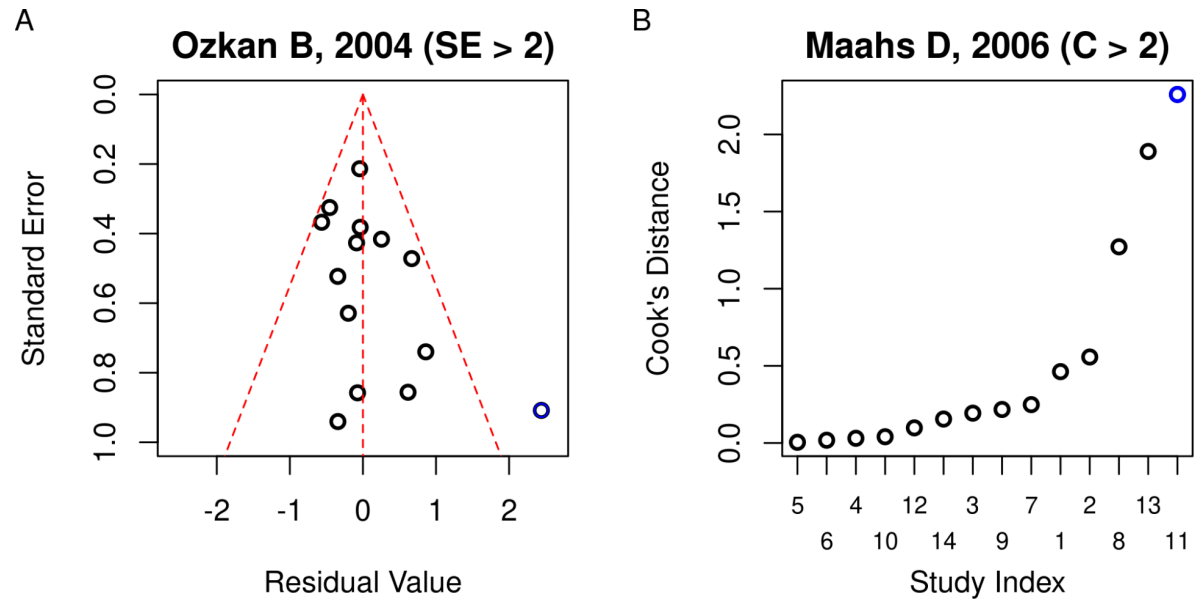 A
Ozkan B, 2004 (SE > 2)
Standard Error
0.0
0.2
0.4
0.6
0.8
1.0
-2 -1 0 1 2
Residual Value
B
Maahs D, 2006 (C > 2)
Cook's Distance
2.0
1.5
1.0
0.5
0.0
5 4 12 3 7 2 13
6 10 14 9 1 8 11
Study Index